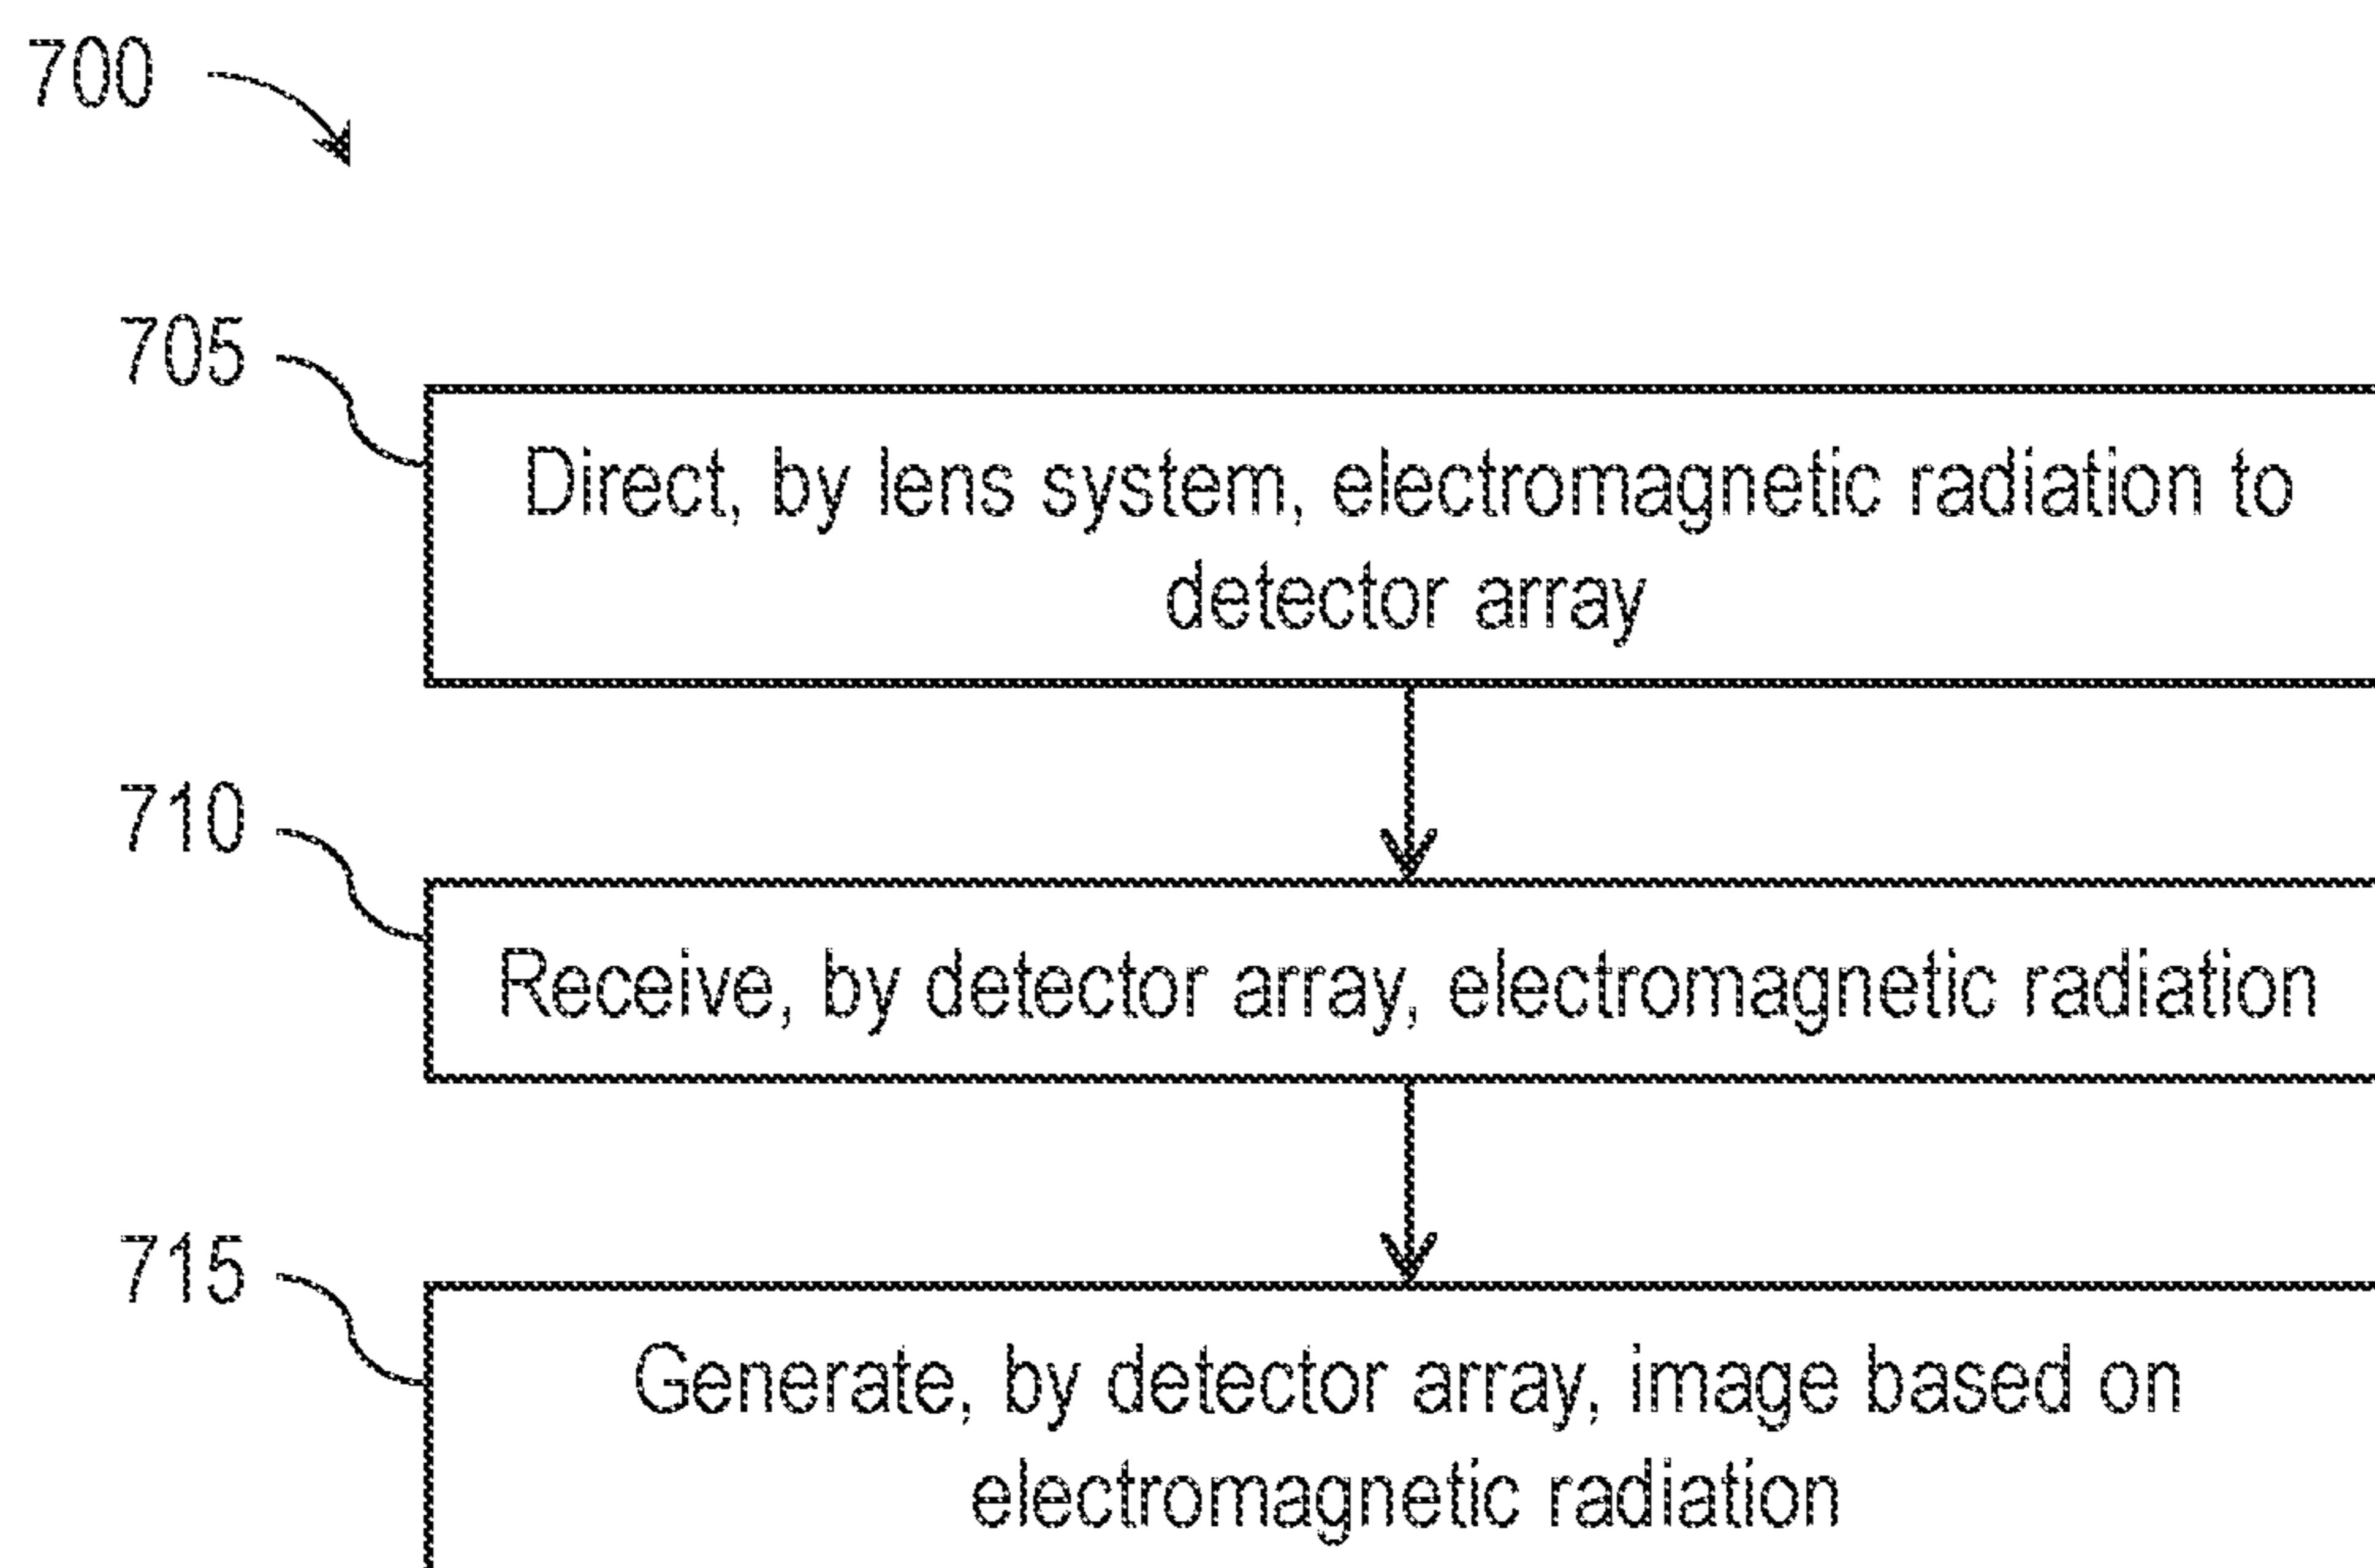 700
705
Direct, by lens system, electromagnetic radiation to
detector array
710
Receive, by detector array, electromagnetic radiation
715
Generate, by detector array, image based on
electromagnetic radiation